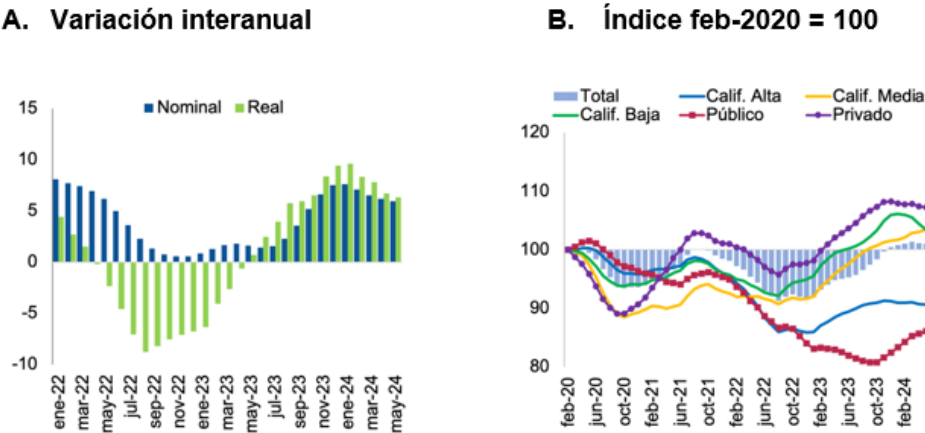 A. Variación interanual
Nominal Real
15
10
5
0
-5
-10
ene-22 mar-22 may-22 jul-22 sep-22 nov-22 ene-23 mar-23 may-23 jul-23 sep-23 nov-23 ene-24 mar-24 may-24
B. Índice feb-2020 = 100
Total Calif. Alta Calif. Media
Calif. Baja Público Privado
120
110
100
90
80
feb-20 jun-20 oct-20 feb-21 jun-21 oct-21 feb-22 jun-22 oct-22 feb-23 jun-23 oct-23 feb-24